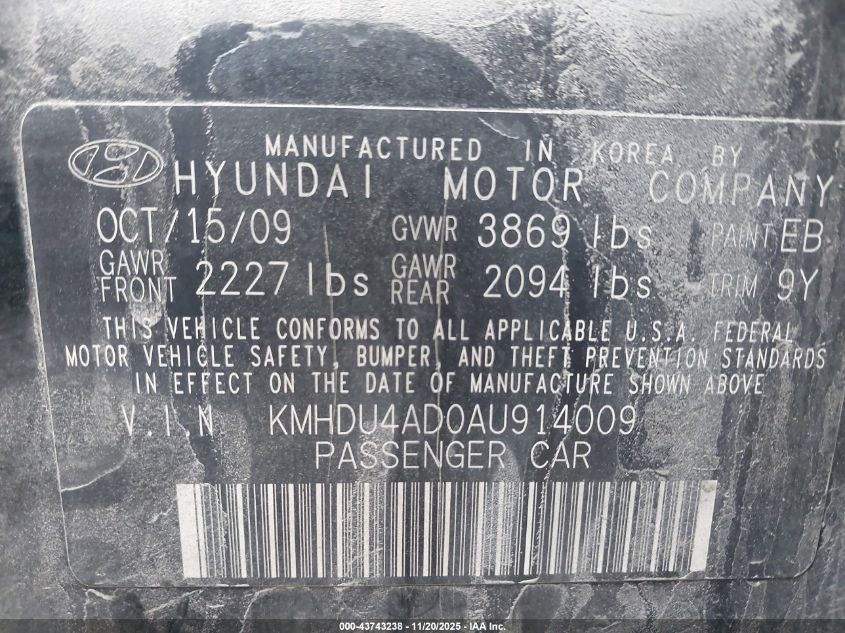 MANUFACTURED IN KOREA BY
HYUNDAI MOTOR COMPANY
OCT/15/09 GVWR 3869 lbs PAINT EB
GAWR FRONT 2227 lbs GAWR REAR 2094 lbs TRIM 9Y
THIS VEHICLE CONFORMS TO ALL APPLICABLE U.S.A. FEDERAL
MOTOR VEHICLE SAFETY, BUMPER, AND THEFT PREVENTION STANDARDS
IN EFFECT ON THE DATE OF MANUFACTURE SHOWN ABOVE
V.I.N KMHDU4AD0AU914009
PASSENGER CAR
000-43743238 - 11/20/2025 - IAA Inc.